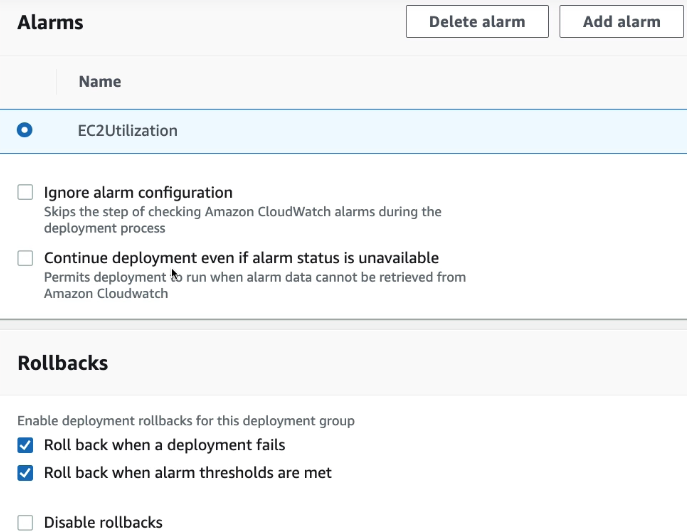 Alarms
Delete alarm
Add alarm
Name
EC2Utilization
Ignore alarm configuration
Skips the step of checking Amazon CloudWatch alarms during the
deployment process
Continue deployment even if alarm status is unavailable
Permits deployment to run when alarm data cannot be retrieved from
Amazon Cloudwatch
Rollbacks
Enable deployment rollbacks for this deployment group
Roll back when a deployment fails
Roll back when alarm thresholds are met
Disable rollbacks